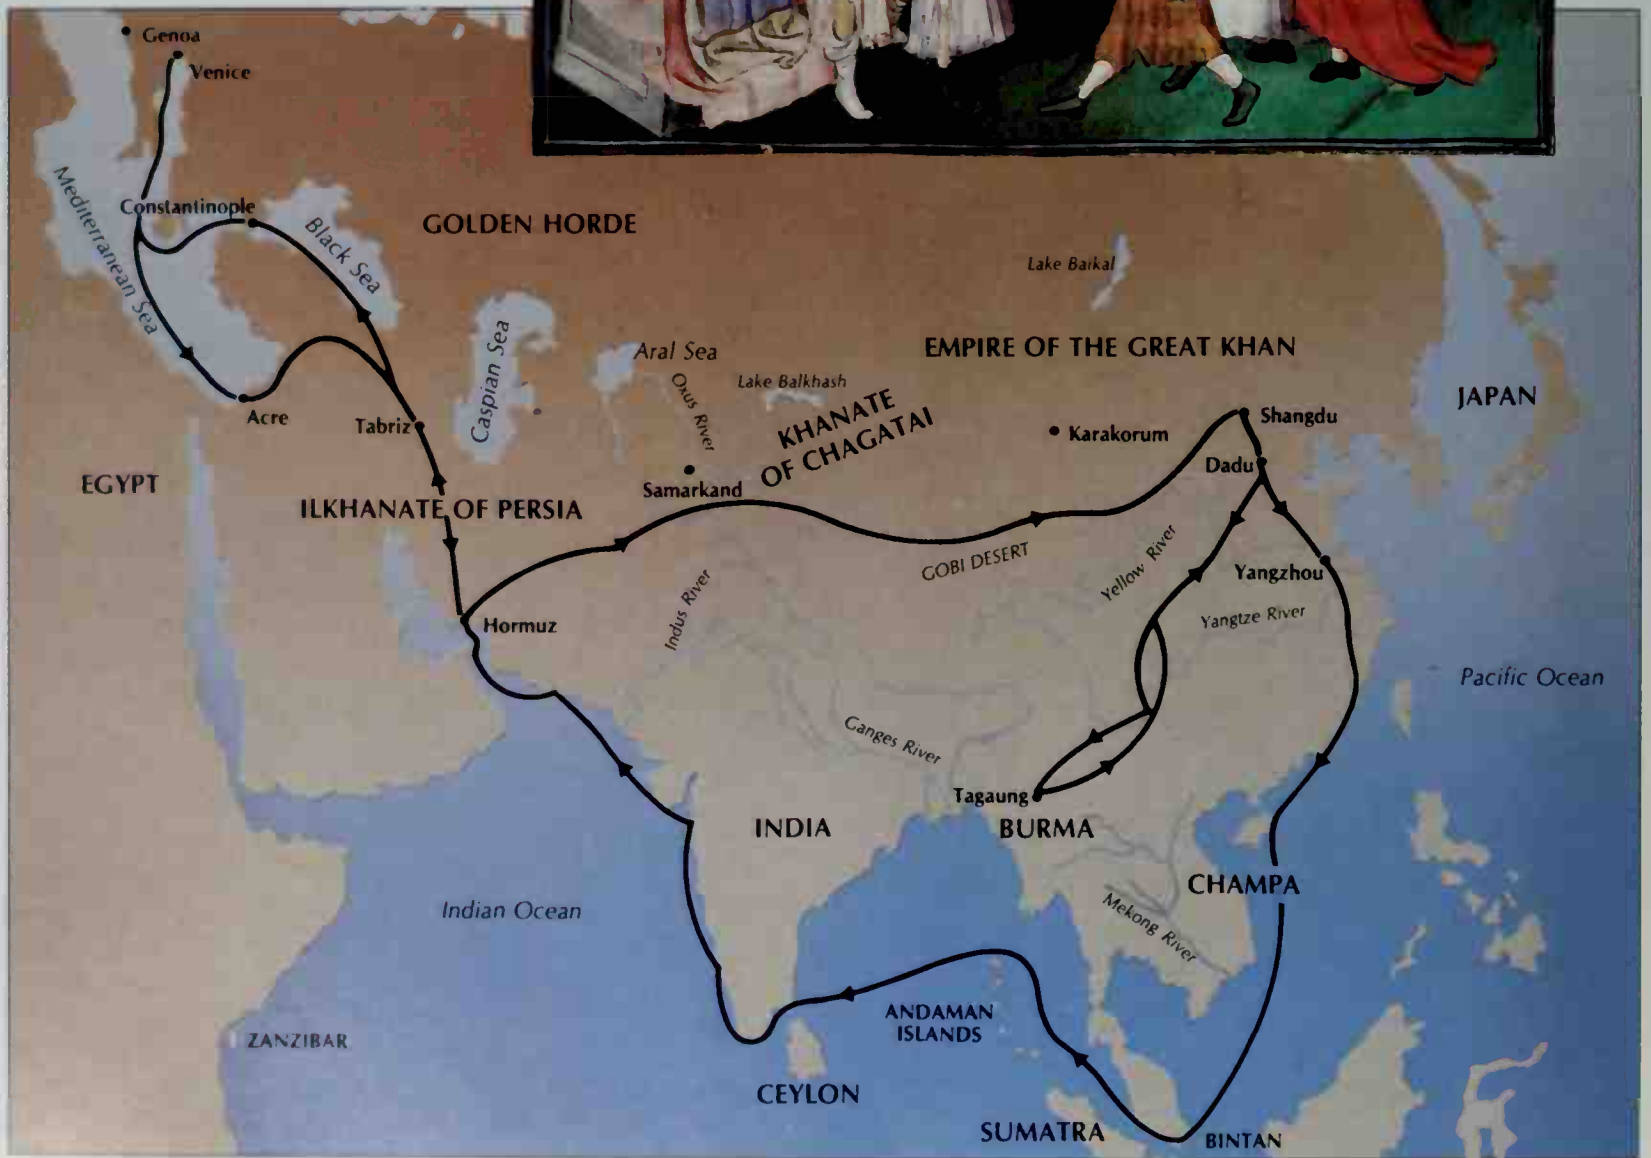 Genoa
Venice
Mediterranean Sea
Constantinople
Black Sea
GOLDEN HORDE
Lake Baikal
Caspian Sea
Aral Sea
Oxus River
Lake Balkhash
EMPIRE OF THE GREAT KHAN
KHANATE
OF CHAGATAI
JAPAN
Acre
Tabriz
Karakorum
Shangdu
Dadu
EGYPT
Samarkand
ILKHANATE OF PERSIA
GOBI DESERT
Yellow River
Yangzhou
Indus River
Yangtze River
Hormuz
Pacific Ocean
Ganges River
Tagaung
INDIA
BURMA
CHAMPA
Indian Ocean
Mekong River
ANDAMAN
ISLANDS
ZANZIBAR
CEYLON
SUMATRA
BINTAN